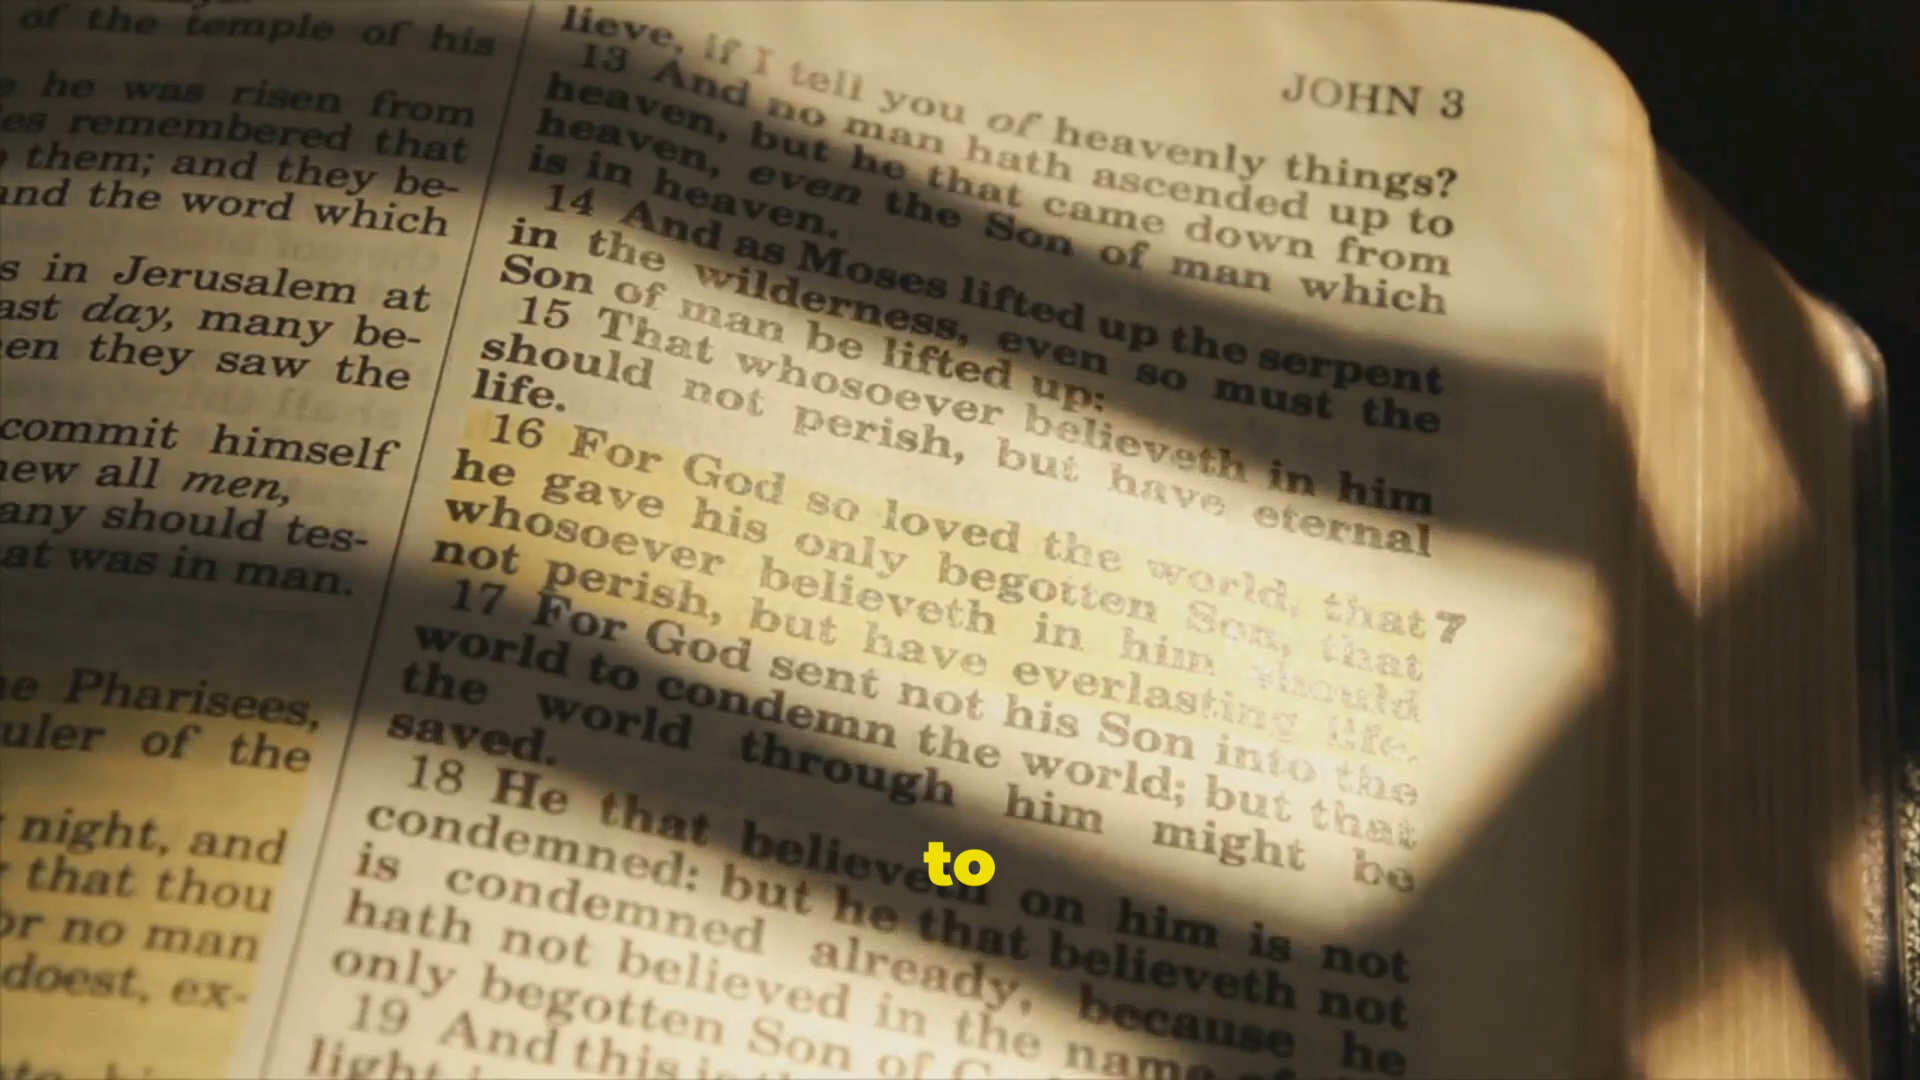 of the temple of his
he was risen from
remembered that
them; and they be-
and the word which
s in Jerusalem at
day, many be-
they saw the
commit himself
all men,
any should tes-
at was in man.
Pharisees,
of the
night, and
that thou
no man
doest, ex-
JOHN 3
lieve, if I tell you of heavenly things?
13 And no man hath ascended up to
heaven, but he that came down from
heaven, even the Son of man which
is in heaven.
14 And as Moses lifted up the serpent
in the wilderness, even so must the
Son of man be lifted up:
15 That whosoever believeth in him
should not perish, but have eternal
life.
16 For God so loved the world, that
he gave his only begotten Son, that
whosoever believeth in him should
not perish, but have everlasting life.
17 For God sent not his Son into the
world to condemn the world; but that
the world through him might be
saved.
18 He that believeth on him is not
condemned: but he that believeth not
is condemned already, because he
hath not believed in the name of
only begotten Son of
19 And this is
light
7
to